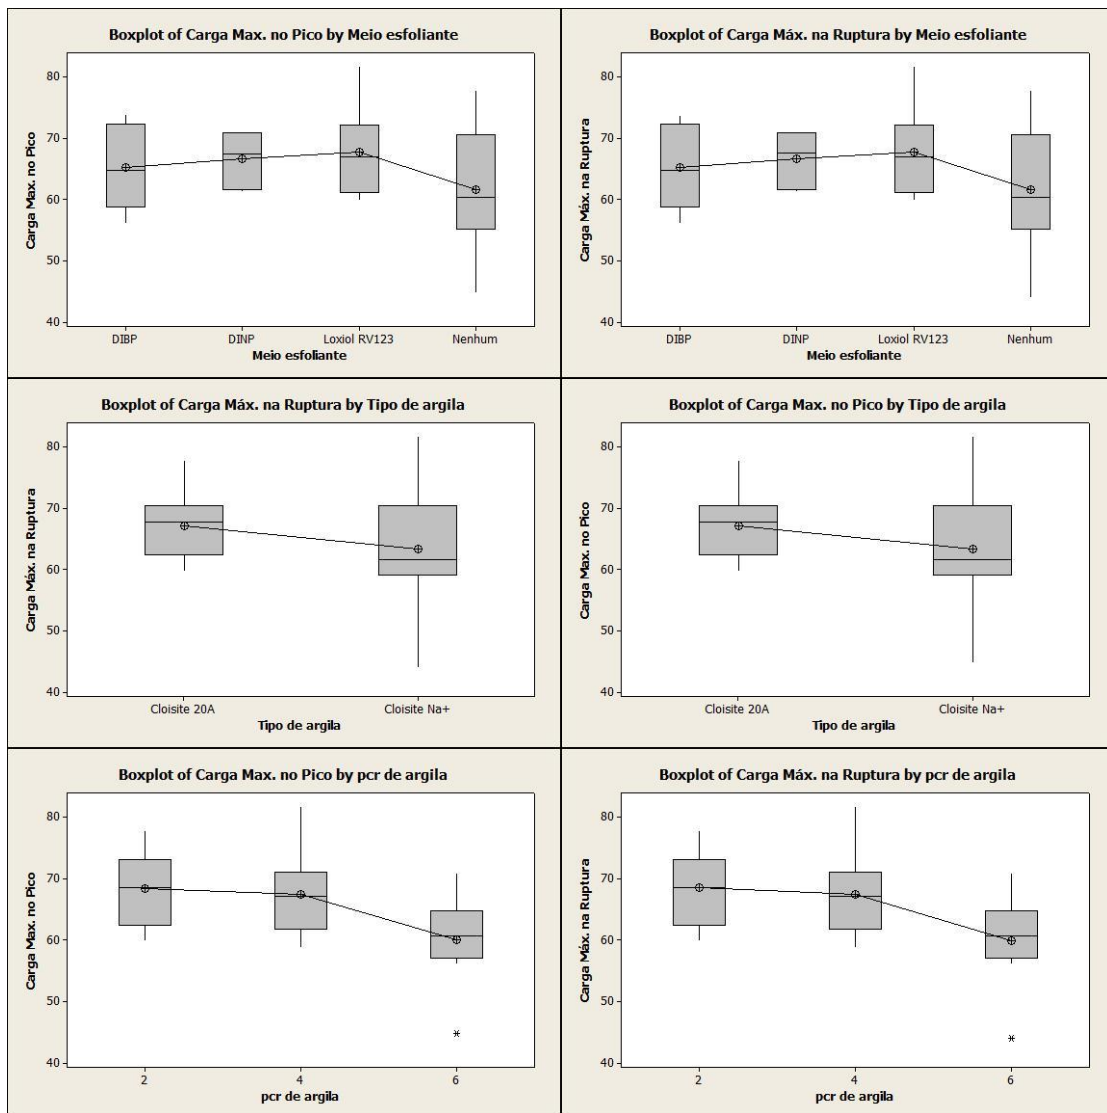 Boxplot of Carga Max. no Pico by Meio esfoliante
Carga Max. no Pico
80
70
60
50
40
DIBP DINP Loxiol RV123 Nenhum
Meio esfoliante
Boxplot of Carga Máx. na Ruptura by Meio esfoliante
Carga Máx. na Ruptura
80
70
60
50
40
DIBP DINP Loxiol RV123 Nenhum
Meio esfoliante
Boxplot of Carga Máx. na Ruptura by Tipo de argila
Carga Máx. na Ruptura
80
70
60
50
40
Cloisite 20A Cloisite Na+
Tipo de argila
Boxplot of Carga Max. no Pico by Tipo de argila
Carga Max. no Pico
80
70
60
50
40
Cloisite 20A Cloisite Na+
Tipo de argila
Boxplot of Carga Max. no Pico by pcr de argila
Carga Max. no Pico
80
70
60
50
40
2 4 6
pcr de argila
Boxplot of Carga Máx. na Ruptura by pcr de argila
Carga Máx. na Ruptura
80
70
60
50
40
2 4 6
pcr de argila